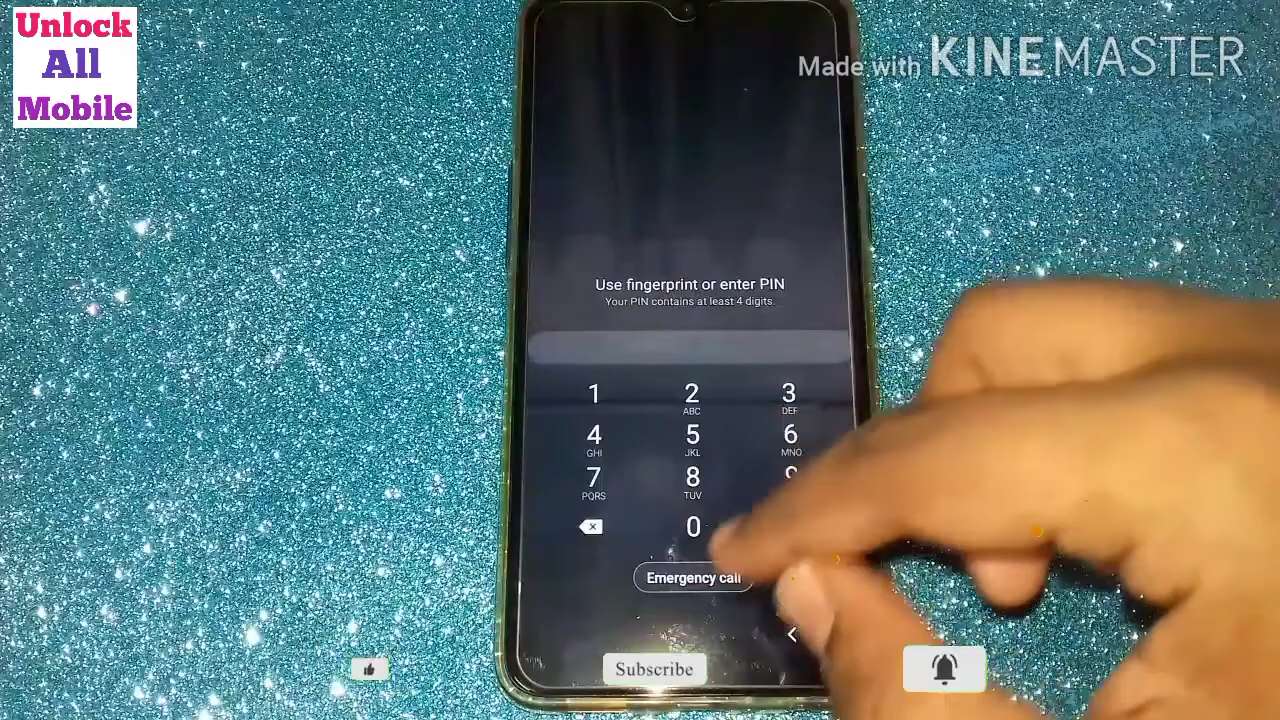 Unlock
All
Mobile
Made with KINEMASTER
Use fingerprint or enter PIN
Your PIN contains at least 4 digits.
1 2 3
ABC DEF
4 5 6
GHI JKL MNO
7 8 9
PQRS TUV
0
Emergency call
Subscribe